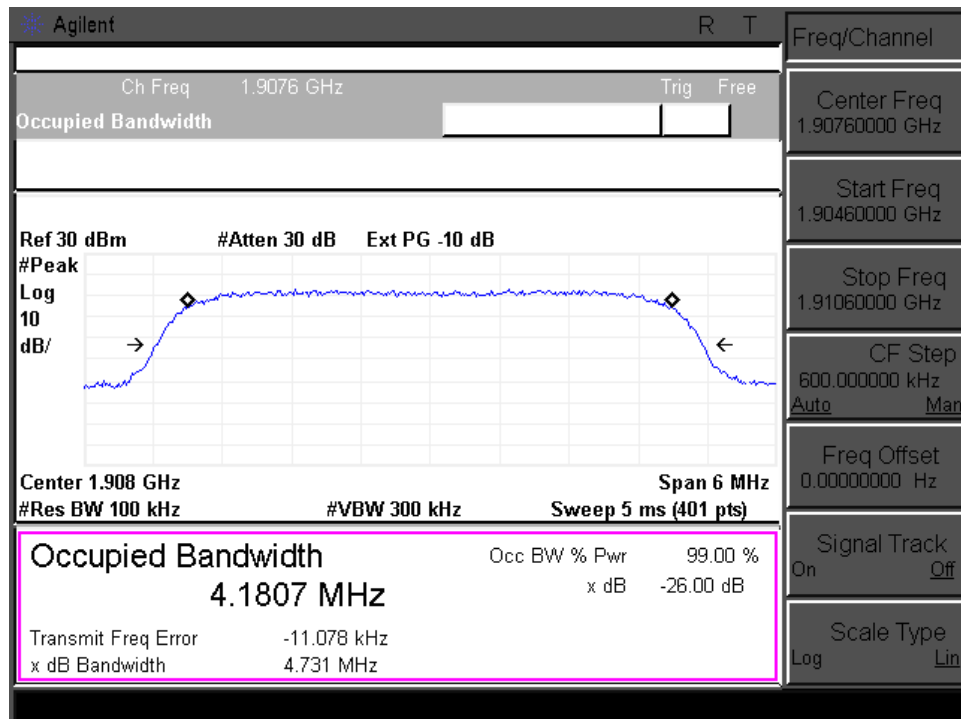 Agilent R T
Ch Freq 1.9076 GHz Trig Free
Occupied Bandwidth
Ref 30 dBm #Atten 30 dB Ext PG -10 dB
#Peak
Log
10
dB/
Center 1.908 GHz Span 6 MHz
#Res BW 100 kHz #VBW 300 kHz Sweep 5 ms (401 pts)
Occupied Bandwidth Occ BW % Pwr 99.00 %
4.1807 MHz x dB -26.00 dB
Transmit Freq Error -11.078 kHz
x dB Bandwidth 4.731 MHz
Freq/Channel
Center Freq
1.90760000 GHz
Start Freq
1.90460000 GHz
Stop Freq
1.91060000 GHz
CF Step
600.000000 kHz
Auto Man
Freq Offset
0.00000000 Hz
Signal Track
On Off
Scale Type
Log Lin